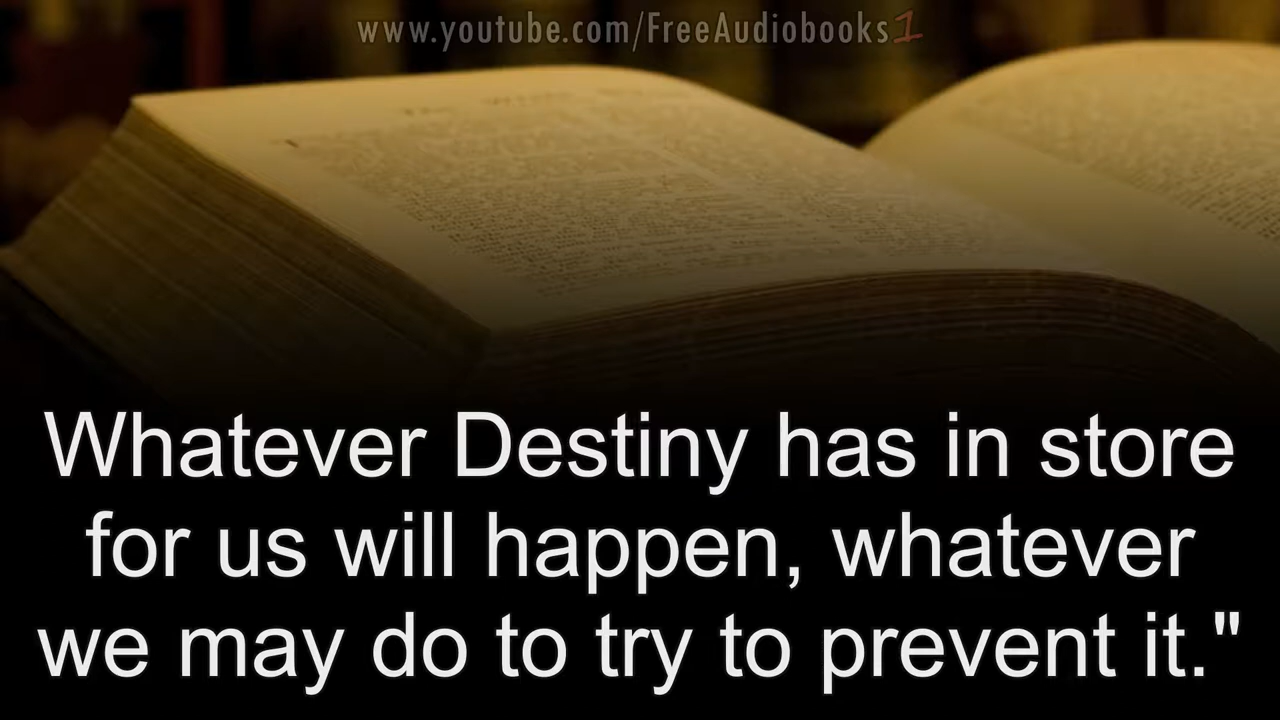 www.youtube.com/FreeAudiobooks1
Whatever Destiny has in store
for us will happen, whatever
we may do to try to prevent it."